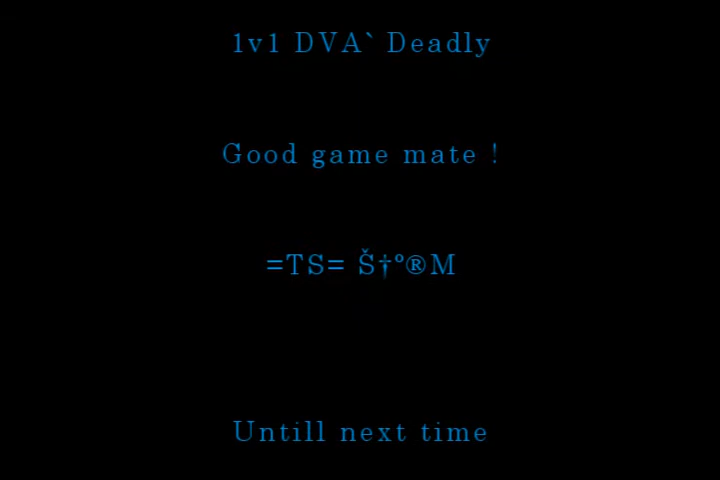 1v1 DVA` Deadly
Good game mate !
=TS= Š†º®M
Untill next time